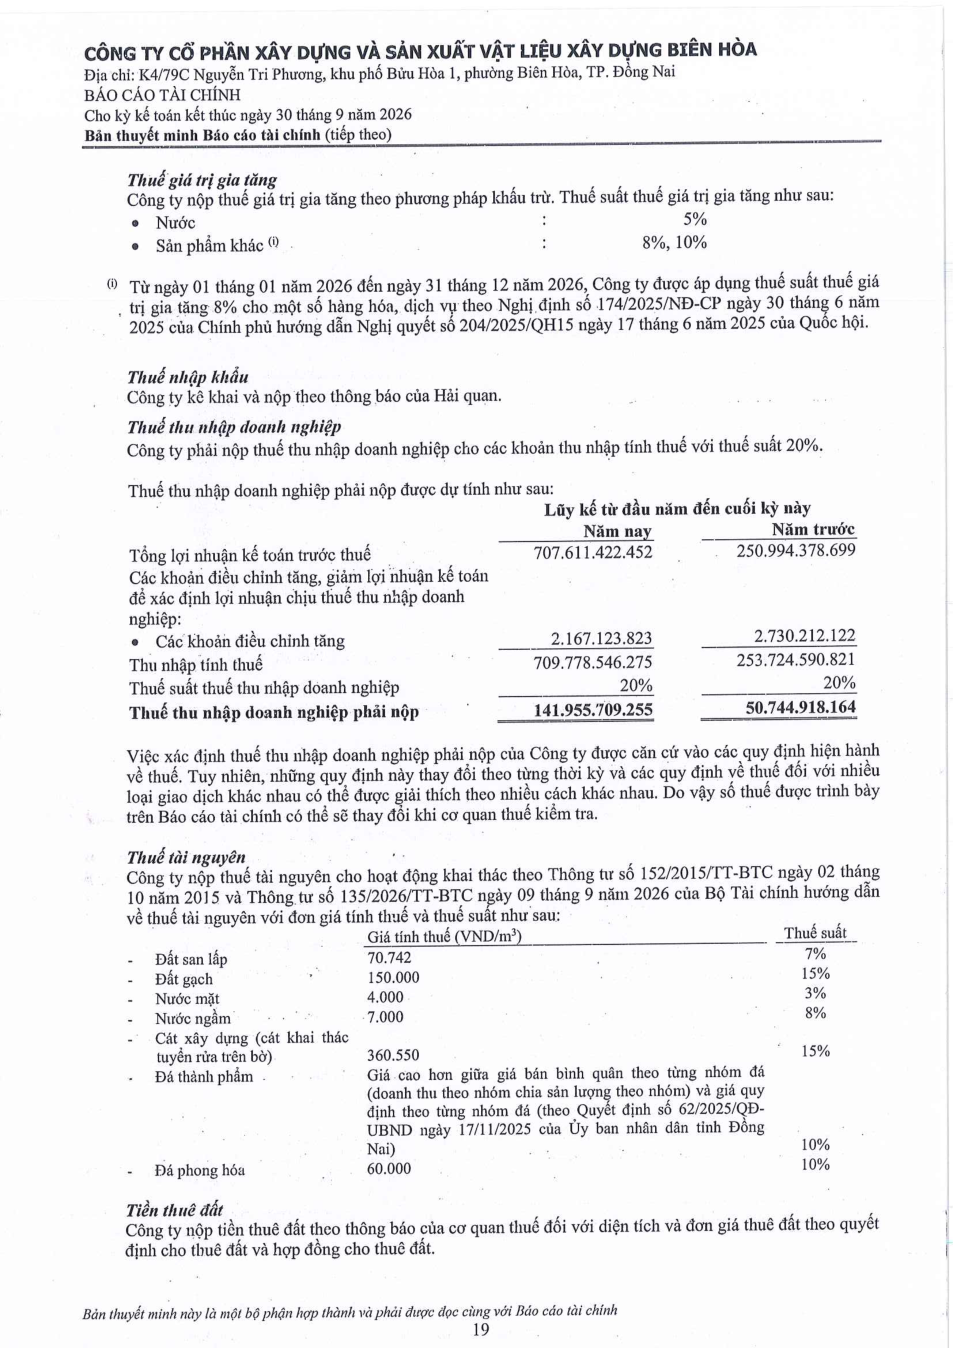 CÔNG TY CỔ PHẦN XÂY DỰNG VÀ SẢN XUẤT VẬT LIỆU XÂY DỰNG BIÊN HÒA
Địa chỉ: K4/79C Nguyễn Tri Phương, khu phố Bửu Hòa 1, phường Biên Hòa, TP. Đồng Nai
BÁO CÁO TÀI CHÍNH
Cho kỳ kế toán kết thúc ngày 30 tháng 9 năm 2026
Bản thuyết minh Báo cáo tài chính (tiếp theo)
Thuế giá trị gia tăng
Công ty nộp thuế giá trị gia tăng theo phương pháp khấu trừ. Thuế suất thuế giá trị gia tăng như sau:
• Nước : 5%
• Sản phẩm khác (i) : 8%, 10%
(i) Từ ngày 01 tháng 01 năm 2026 đến ngày 31 tháng 12 năm 2026, Công ty được áp dụng thuế suất thuế giá
trị gia tăng 8% cho một số hàng hóa, dịch vụ theo Nghị định số 174/2025/NĐ-CP ngày 30 tháng 6 năm
2025 của Chính phủ hướng dẫn Nghị quyết số 204/2025/QH15 ngày 17 tháng 6 năm 2025 của Quốc hội.
Thuế nhập khẩu
Công ty kê khai và nộp theo thông báo của Hải quan.
Thuế thu nhập doanh nghiệp
Công ty phải nộp thuế thu nhập doanh nghiệp cho các khoản thu nhập tính thuế với thuế suất 20%.
Thuế thu nhập doanh nghiệp phải nộp được dự tính như sau:
Lũy kế từ đầu năm đến cuối kỳ này
Năm nay Năm trước
Tổng lợi nhuận kế toán trước thuế 707.611.422.452 250.994.378.699
Các khoản điều chỉnh tăng, giảm lợi nhuận kế toán
để xác định lợi nhuận chịu thuế thu nhập doanh
nghiệp:
• Các khoản điều chỉnh tăng 2.167.123.823 2.730.212.122
Thu nhập tính thuế 709.778.546.275 253.724.590.821
Thuế suất thuế thu nhập doanh nghiệp 20% 20%
Thuế thu nhập doanh nghiệp phải nộp 141.955.709.255 50.744.918.164
Việc xác định thuế thu nhập doanh nghiệp phải nộp của Công ty được căn cứ vào các quy định hiện hành
về thuế. Tuy nhiên, những quy định này thay đổi theo từng thời kỳ và các quy định về thuế đối với nhiều
loại giao dịch khác nhau có thể được giải thích theo nhiều cách khác nhau. Do vậy số thuế được trình bày
trên Báo cáo tài chính có thể sẽ thay đổi khi cơ quan thuế kiểm tra.
Thuế tài nguyên
Công ty nộp thuế tài nguyên cho hoạt động khai thác theo Thông tư số 152/2015/TT-BTC ngày 02 tháng
10 năm 2015 và Thông tư số 135/2026/TT-BTC ngày 09 tháng 9 năm 2026 của Bộ Tài chính hướng dẫn
về thuế tài nguyên với đơn giá tính thuế và thuế suất như sau:
Giá tính thuế (VND/m³) Thuế suất
- Đất san lấp 70.742 7%
- Đất gạch 150.000 15%
- Nước mặt 4.000 3%
- Nước ngầm 7.000 8%
- Cát xây dựng (cát khai thác
tuyển rửa trên bờ) 360.550 15%
- Đá thành phẩm Giá cao hơn giữa giá bán bình quân theo từng nhóm đá
(doanh thu theo nhóm chia sản lượng theo nhóm) và giá quy
định theo từng nhóm đá (theo Quyết định số 62/2025/QĐ-
UBND ngày 17/11/2025 của Ủy ban nhân dân tỉnh Đồng
Nai) 10%
- Đá phong hóa 60.000 10%
Tiền thuê đất
Công ty nộp tiền thuê đất theo thông báo của cơ quan thuế đối với diện tích và đơn giá thuê đất theo quyết
định cho thuê đất và hợp đồng cho thuê đất.
Bản thuyết minh này là một bộ phận hợp thành và phải được đọc cùng với Báo cáo tài chính
19